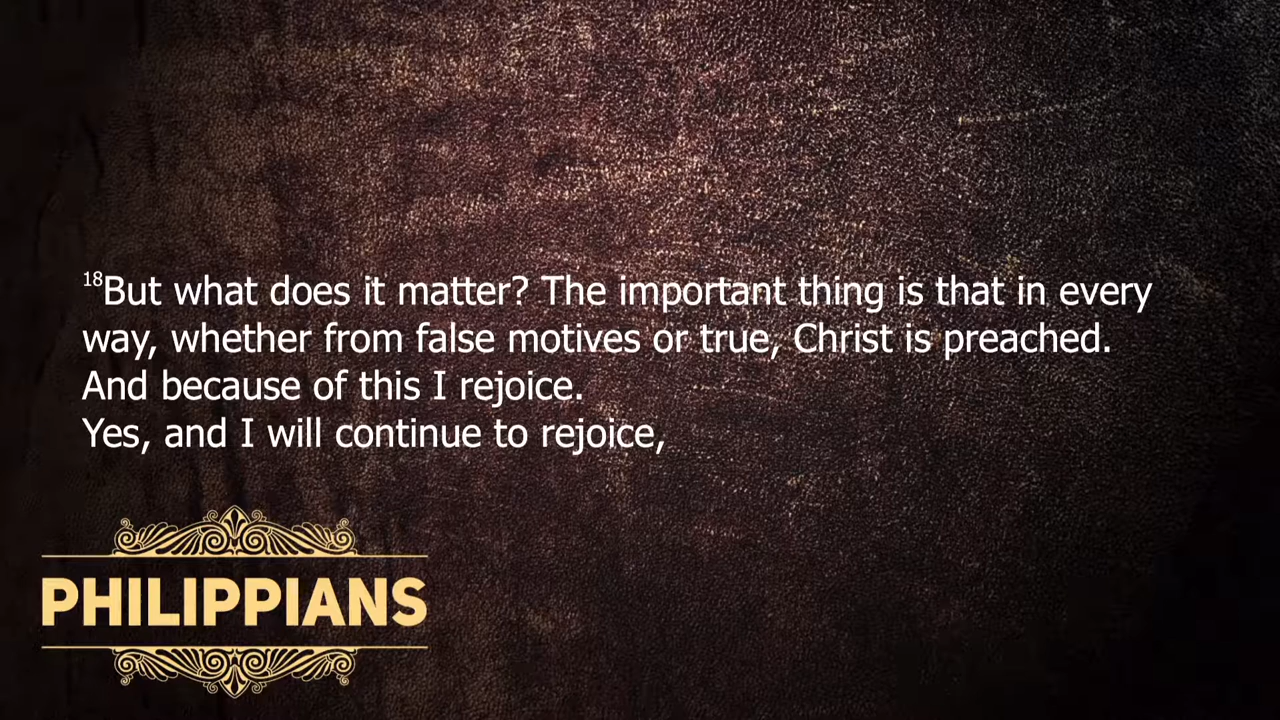 18But what does it matter? The important thing is that in every
way, whether from false motives or true, Christ is preached.
And because of this I rejoice.
Yes, and I will continue to rejoice,
PHILIPPIANS